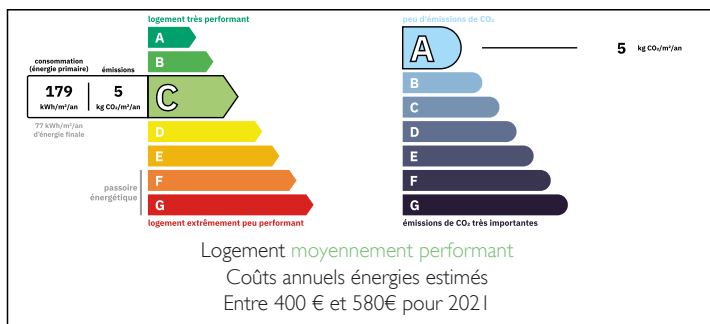 logement très performant
A
B
consommation
(énergie primaire)
émissions
179
kWh/m²/an
5
kg CO₂/m²/an
C
77 kWh/m²/an
d'énergie finale
D
E
F
G
passoire
énergétique
logement extrêmement peu performant
peu d'émissions de CO₂
A
5 kg CO₂/m²/an
B
C
D
E
F
G
émissions de CO₂ très importantes
Logement moyennement performant
Coûts annuels énergies estimés
Entre 400 € et 580€ pour 2021